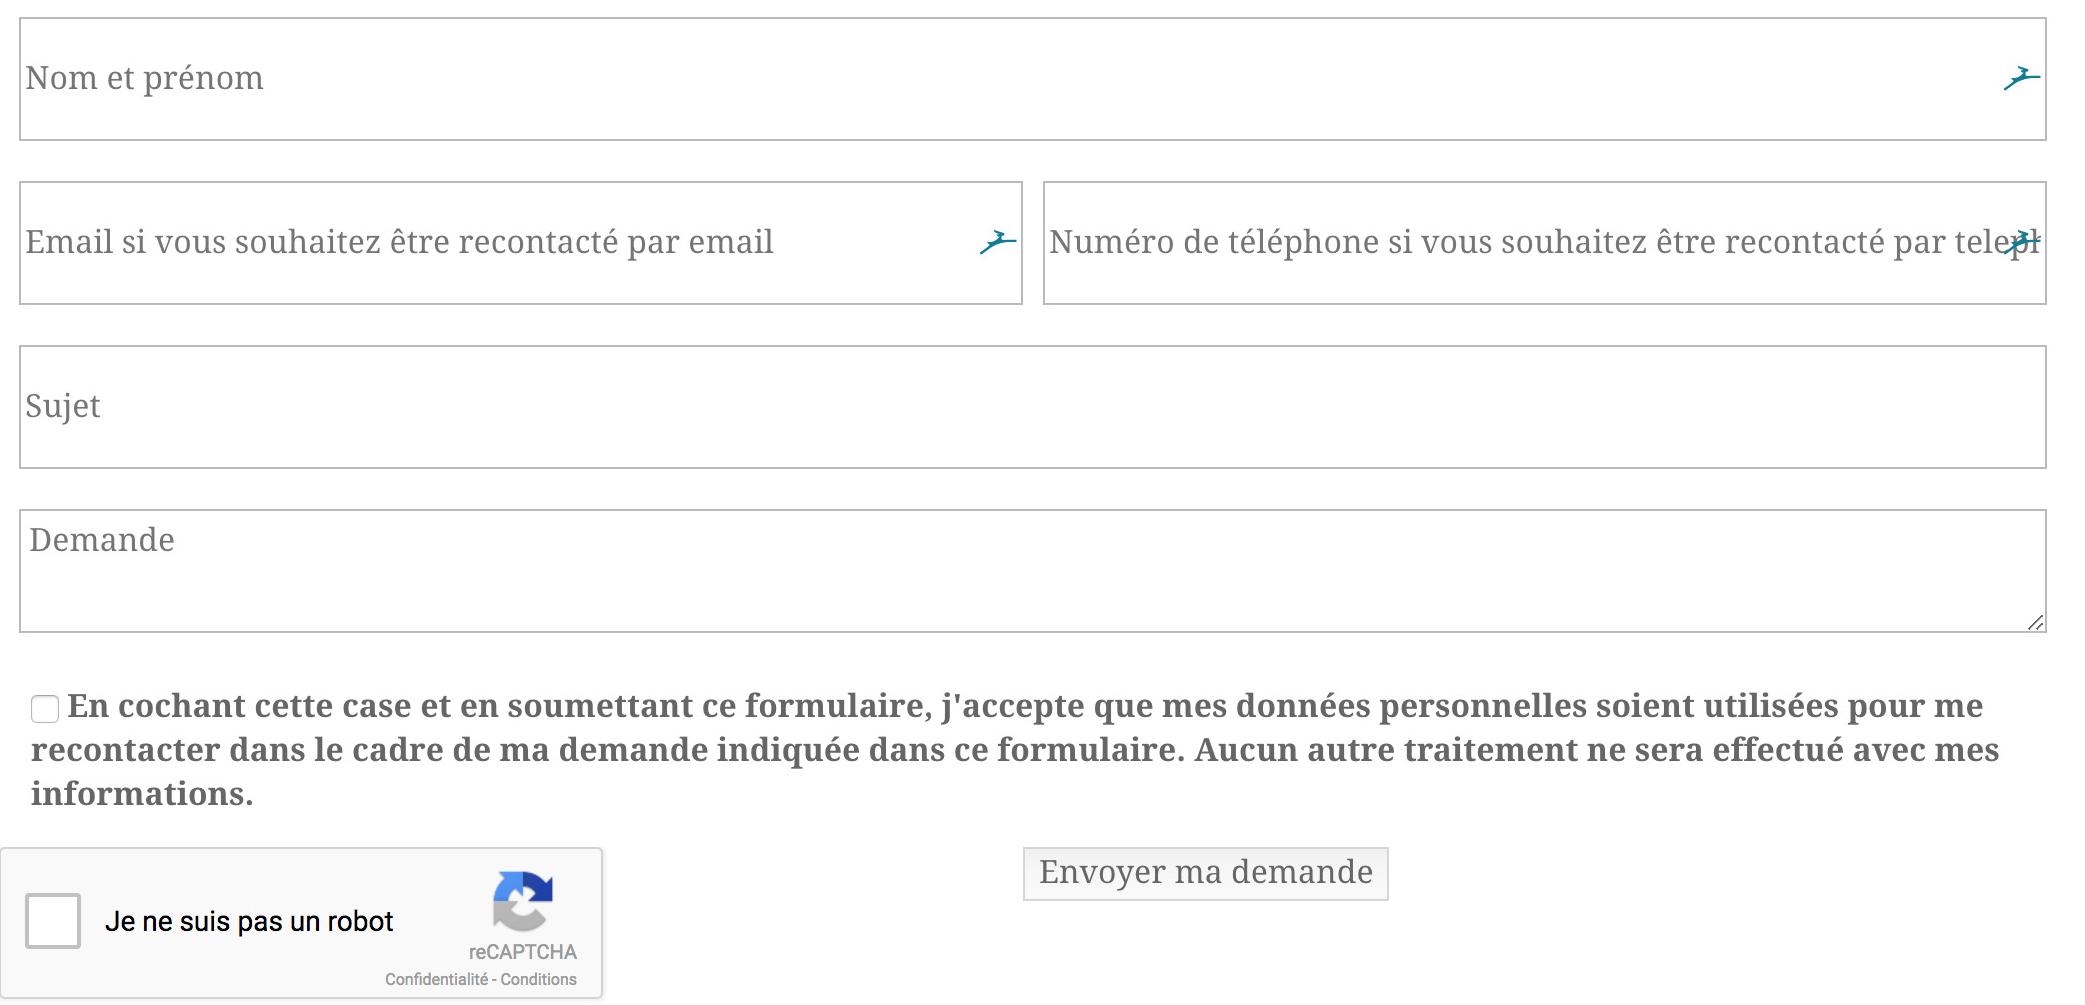 Nom et prénom
Email si vous souhaitez être recontacté par email
Numéro de téléphone si vous souhaitez être recontacté par
Sujet
Demande
En cochant cette case et en soumettant ce formulaire, j'accepte que mes données personnelles soient utilisées pour me
recontacter dans le cadre de ma demande indiquée dans ce formulaire. Aucun autre traitement ne sera effectué avec mes
informations.
Envoyer ma demande
Je ne suis pas un robot
reCAPTCHA
Confidentialité - Conditions